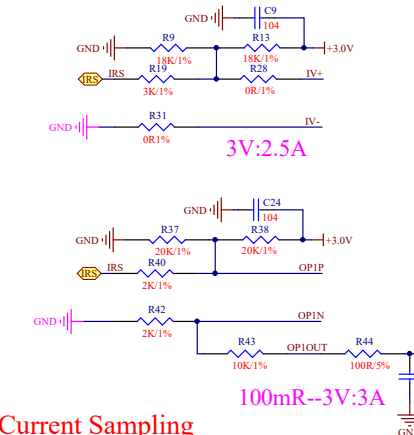 C9
GND
104
R9
R13
GND
+3.0V
18K/1%
18K/1%
IRS
IRS
R19
R28
IV+
3K/1%
0R/1%
R31
IV-
GND
0R1%
3V:2.5A
C24
GND
104
R37
R38
GND
+3.0V
20K/1%
20K/1%
IRS
IRS
R40
OP1P
2K/1%
R42
OP1N
GND
2K/1%
R43
OP1OUT
R44
10K/1%
100R/5%
100mR--3V:3A
Current Sampling
GN